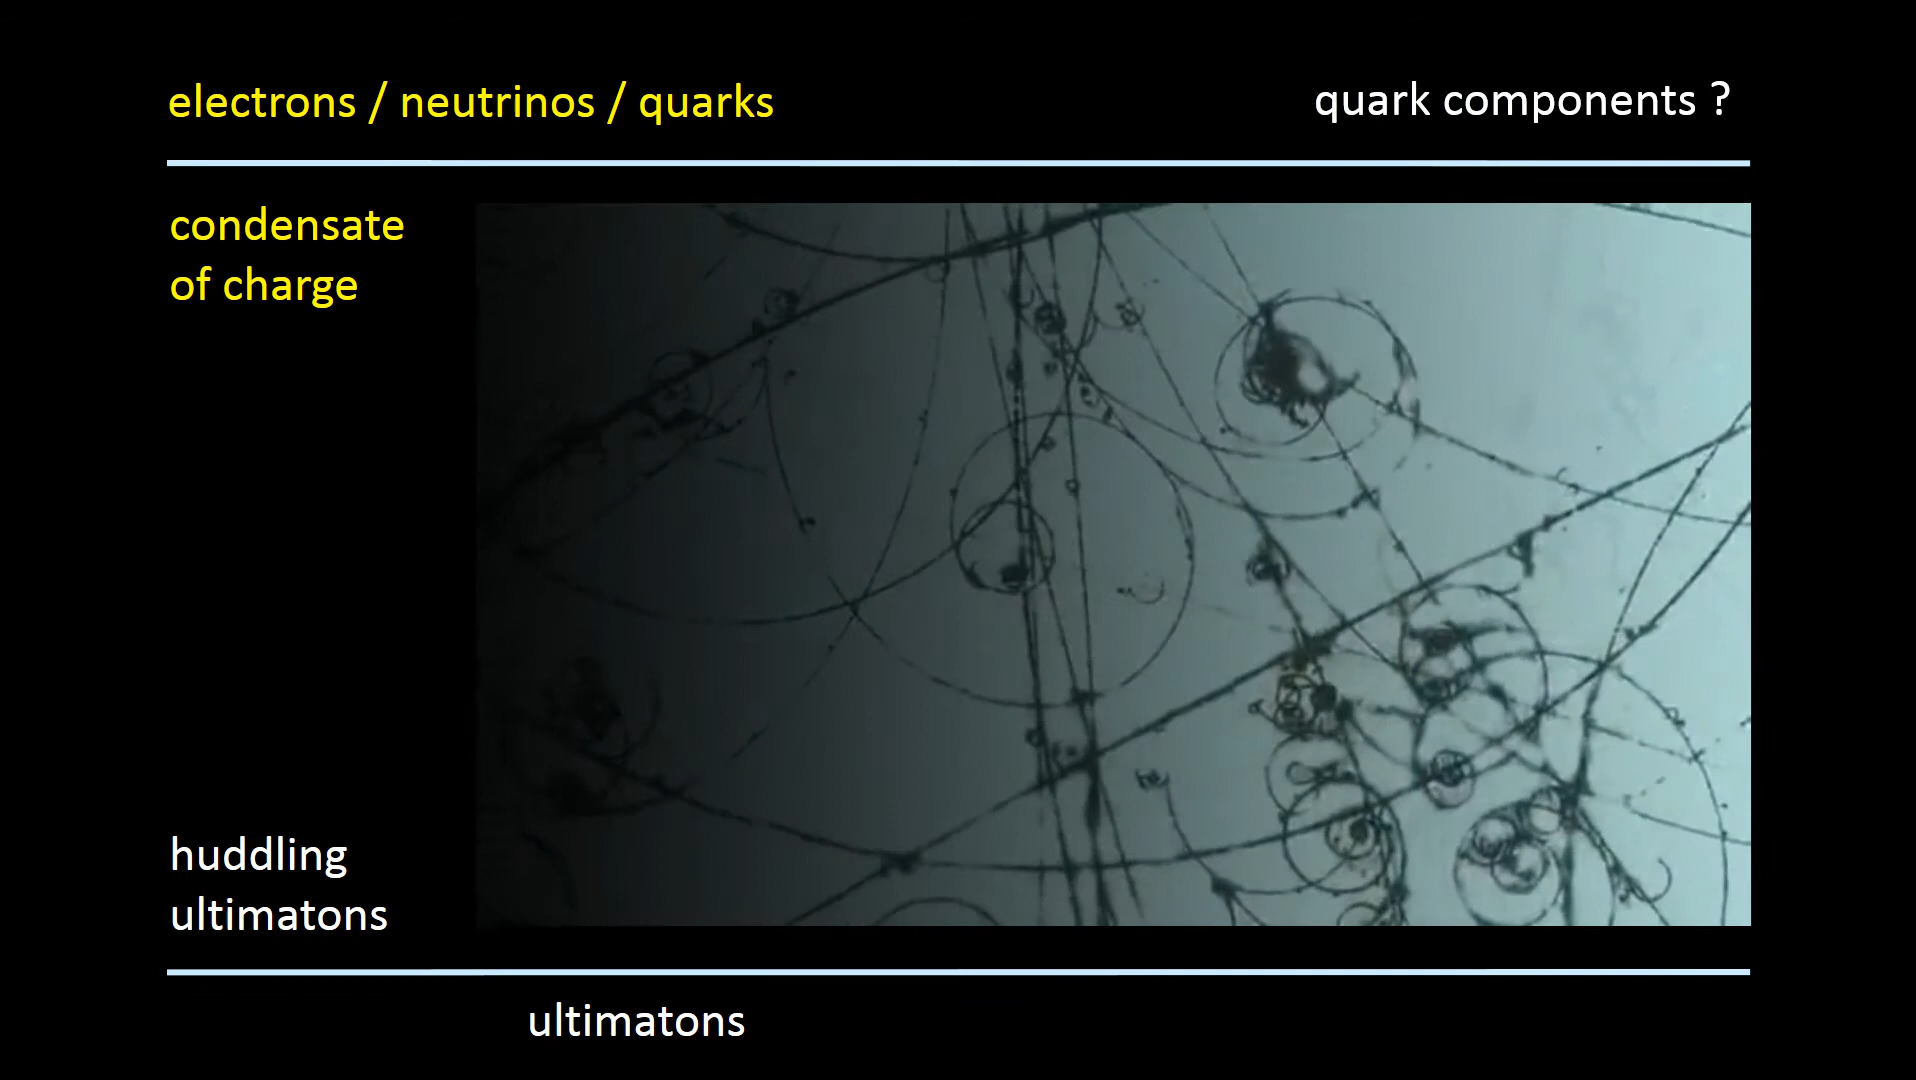 electrons / neutrinos / quarks
quark components ?
condensate
of charge
huddling
ultimatons
ultimatons